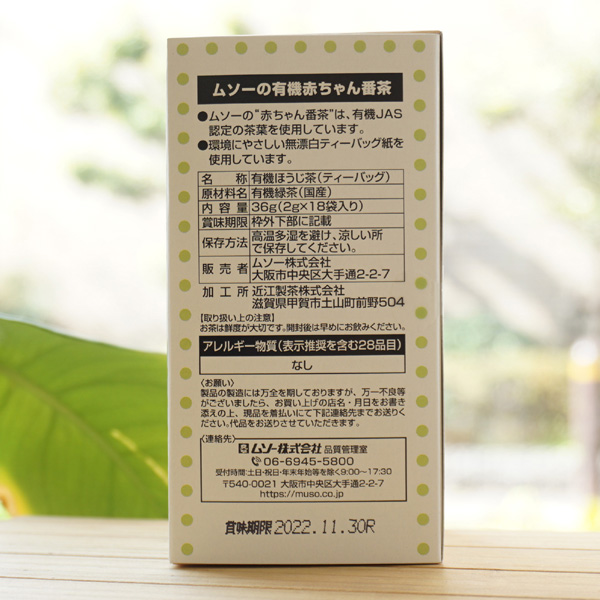 ムソーの有機赤ちゃん番茶
●ムソーの“赤ちゃん番茶”は、有機JAS
認定の茶葉を使用しています。
●環境にやさしい無漂白ティーバッグ紙を
使用しています。
名 称 有機ほうじ茶(ティーバッグ)
原材料名 有機緑茶(国産)
内 容 量 36g(2g×18袋入り)
賞味期限 枠外下部に記載
保存方法 高温多湿を避け、涼しい所
で保存してください。
販 売 者 ムソー株式会社
大阪市中央区大手通2-2-7
加 工 所 近江製茶株式会社
滋賀県甲賀市土山町前野504
【取り扱い上の注意】
お茶は鮮度が大切です。開封後は早めにお飲みください。
アレルギー物質(表示推奨を含む28品目)
なし
〈お願い〉
製品の製造には万全を期しておりますが、万一不良等
がございましたら、お買い上げの店名・月日をお書き
添えの上、現品を着払いにて下記連絡先までお送りくだ
さい。代品をお送りさせていただきます。
〈連絡先〉
ムソー株式会社 品質管理室
06-6945-5800
受付時間:土日・祝日・年末年始等を除く9:00〜17:30
〒540-0021 大阪市中央区大手通2-2-7
https://muso.co.jp
賞味期限 2022.11.30R